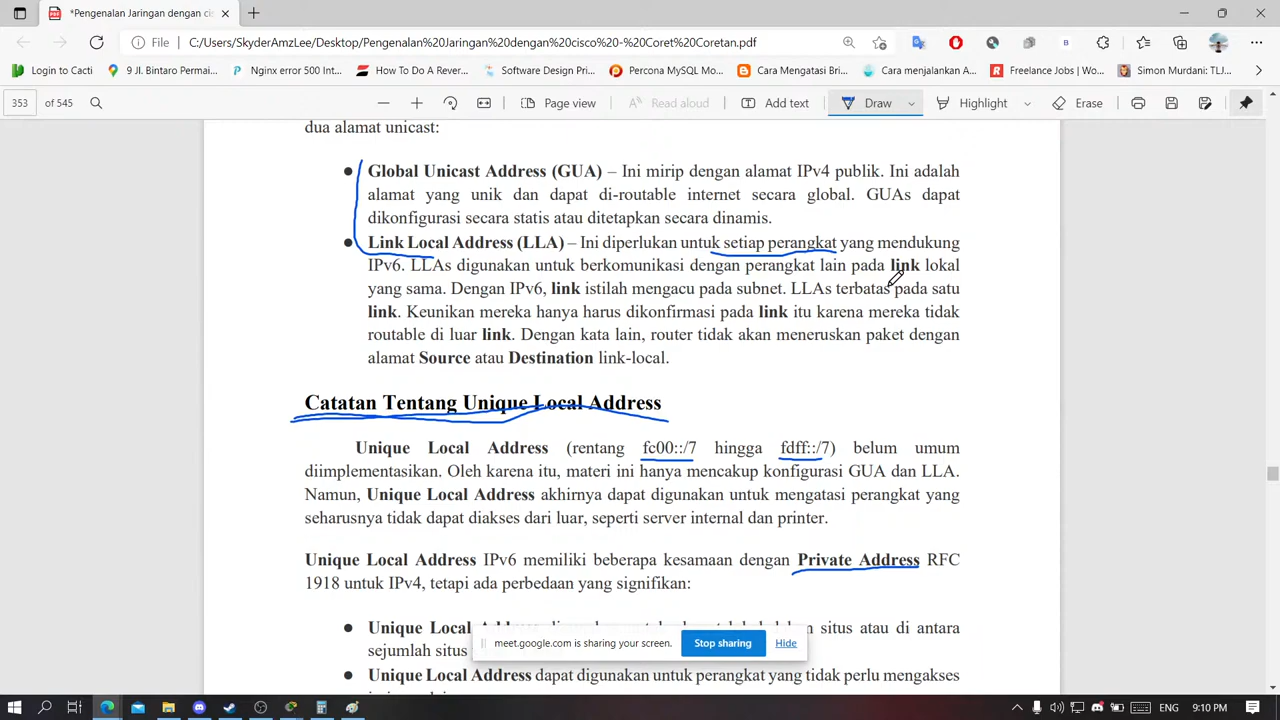 *Pengenalan Jaringan dengan cis
File
C:/Users/SkyderAmzLee/Desktop/Pengenalan%20Jaringan%20dengan%20cisco%20-%20Coret%20Coretan.pdf
Login to Cacti
9 Jl. Bintaro Permai...
Nginx error 500 Int...
How To Do A Rever...
Software Design Pri...
Percona MySQL Mo...
Cara Mengatasi Bri...
Cara menjalankan A...
Freelance Jobs | Wo...
Simon Murdani: TLJ...
353 of 545
Page view
Read aloud
Add text
Draw
Highlight
Erase
dua alamat unicast:
● Global Unicast Address (GUA) – Ini mirip dengan alamat IPv4 publik. Ini adalah
alamat yang unik dan dapat di-routable internet secara global. GUAs dapat
dikonfigurasi secara statis atau ditetapkan secara dinamis.
● Link Local Address (LLA) – Ini diperlukan untuk setiap perangkat yang mendukung
IPv6. LLAs digunakan untuk berkomunikasi dengan perangkat lain pada link lokal
yang sama. Dengan IPv6, link istilah mengacu pada subnet. LLAs terbatas pada satu
link. Keunikan mereka hanya harus dikonfirmasi pada link itu karena mereka tidak
routable di luar link. Dengan kata lain, router tidak akan meneruskan paket dengan
alamat Source atau Destination link-local.
Catatan Tentang Unique Local Address
Unique Local Address (rentang fc00::/7 hingga fdff::/7) belum umum
diimplementasikan. Oleh karena itu, materi ini hanya mencakup konfigurasi GUA dan LLA.
Namun, Unique Local Address akhirnya dapat digunakan untuk mengatasi perangkat yang
seharusnya tidak dapat diakses dari luar, seperti server internal dan printer.
Unique Local Address IPv6 memiliki beberapa kesamaan dengan Private Address RFC
1918 untuk IPv4, tetapi ada perbedaan yang signifikan:
● Unique Local situs atau di antara
sejumlah situs
meet.google.com is sharing your screen.
Stop sharing
Hide
● Unique Local Address dapat digunakan untuk perangkat yang tidak perlu mengakses
ENG
9:10 PM